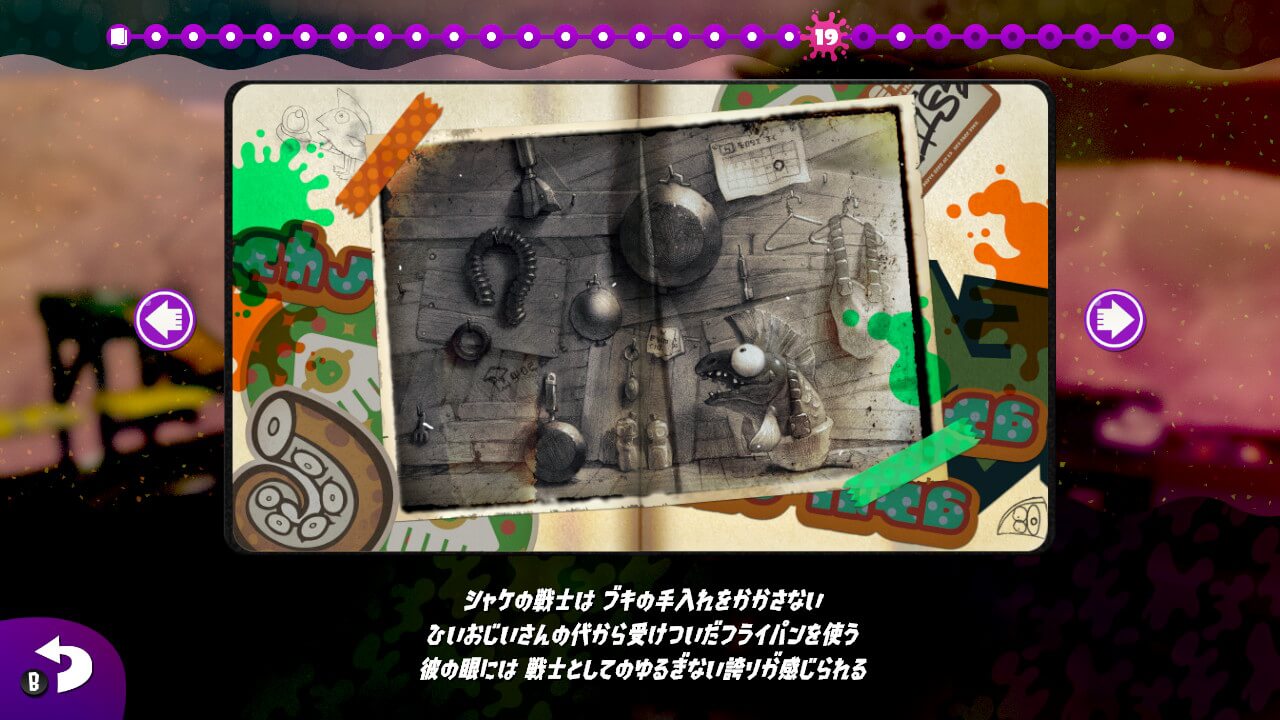 19
シャケの戦士は ブキの手入れをかかさない
ひいおじいさんの代から受けついだフライパンを使う
彼の眼には 戦士としてのゆるぎない誇りが感じられる
B